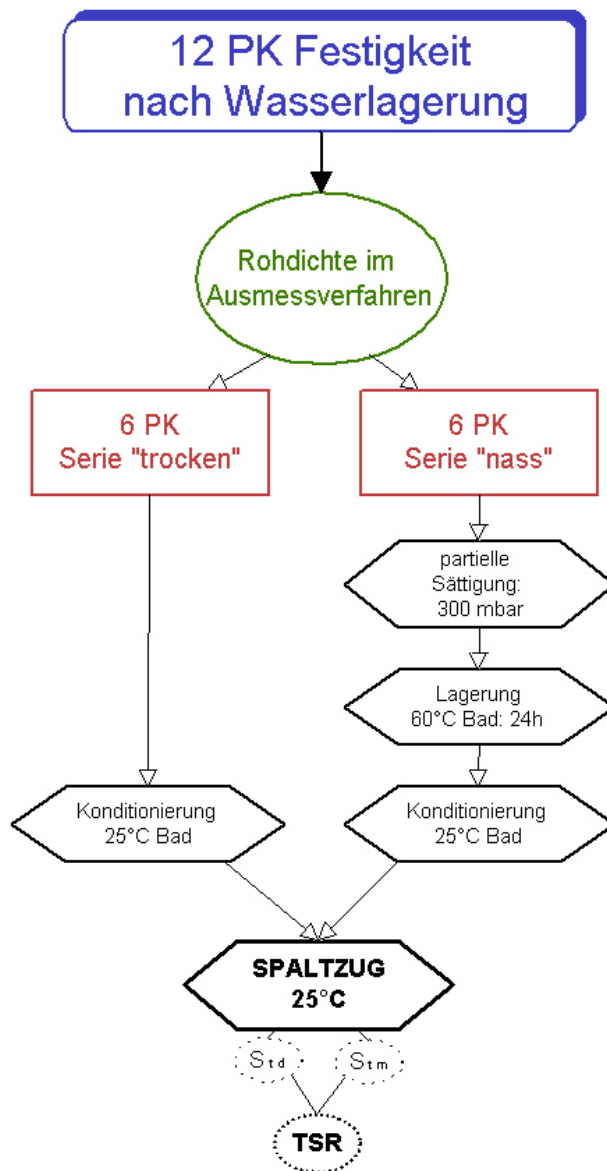 12 PK Festigkeit
nach Wasserlagerung
Rohdichte im
Ausmessverfahren
6 PK
Serie "trocken"
6 PK
Serie "nass"
partielle
Sättigung:
300 mbar
Lagerung
60°C Bad: 24h
Konditionierung
25°C Bad
Konditionierung
25°C Bad
SPALTZUG
25°C
Std
Stm
TSR